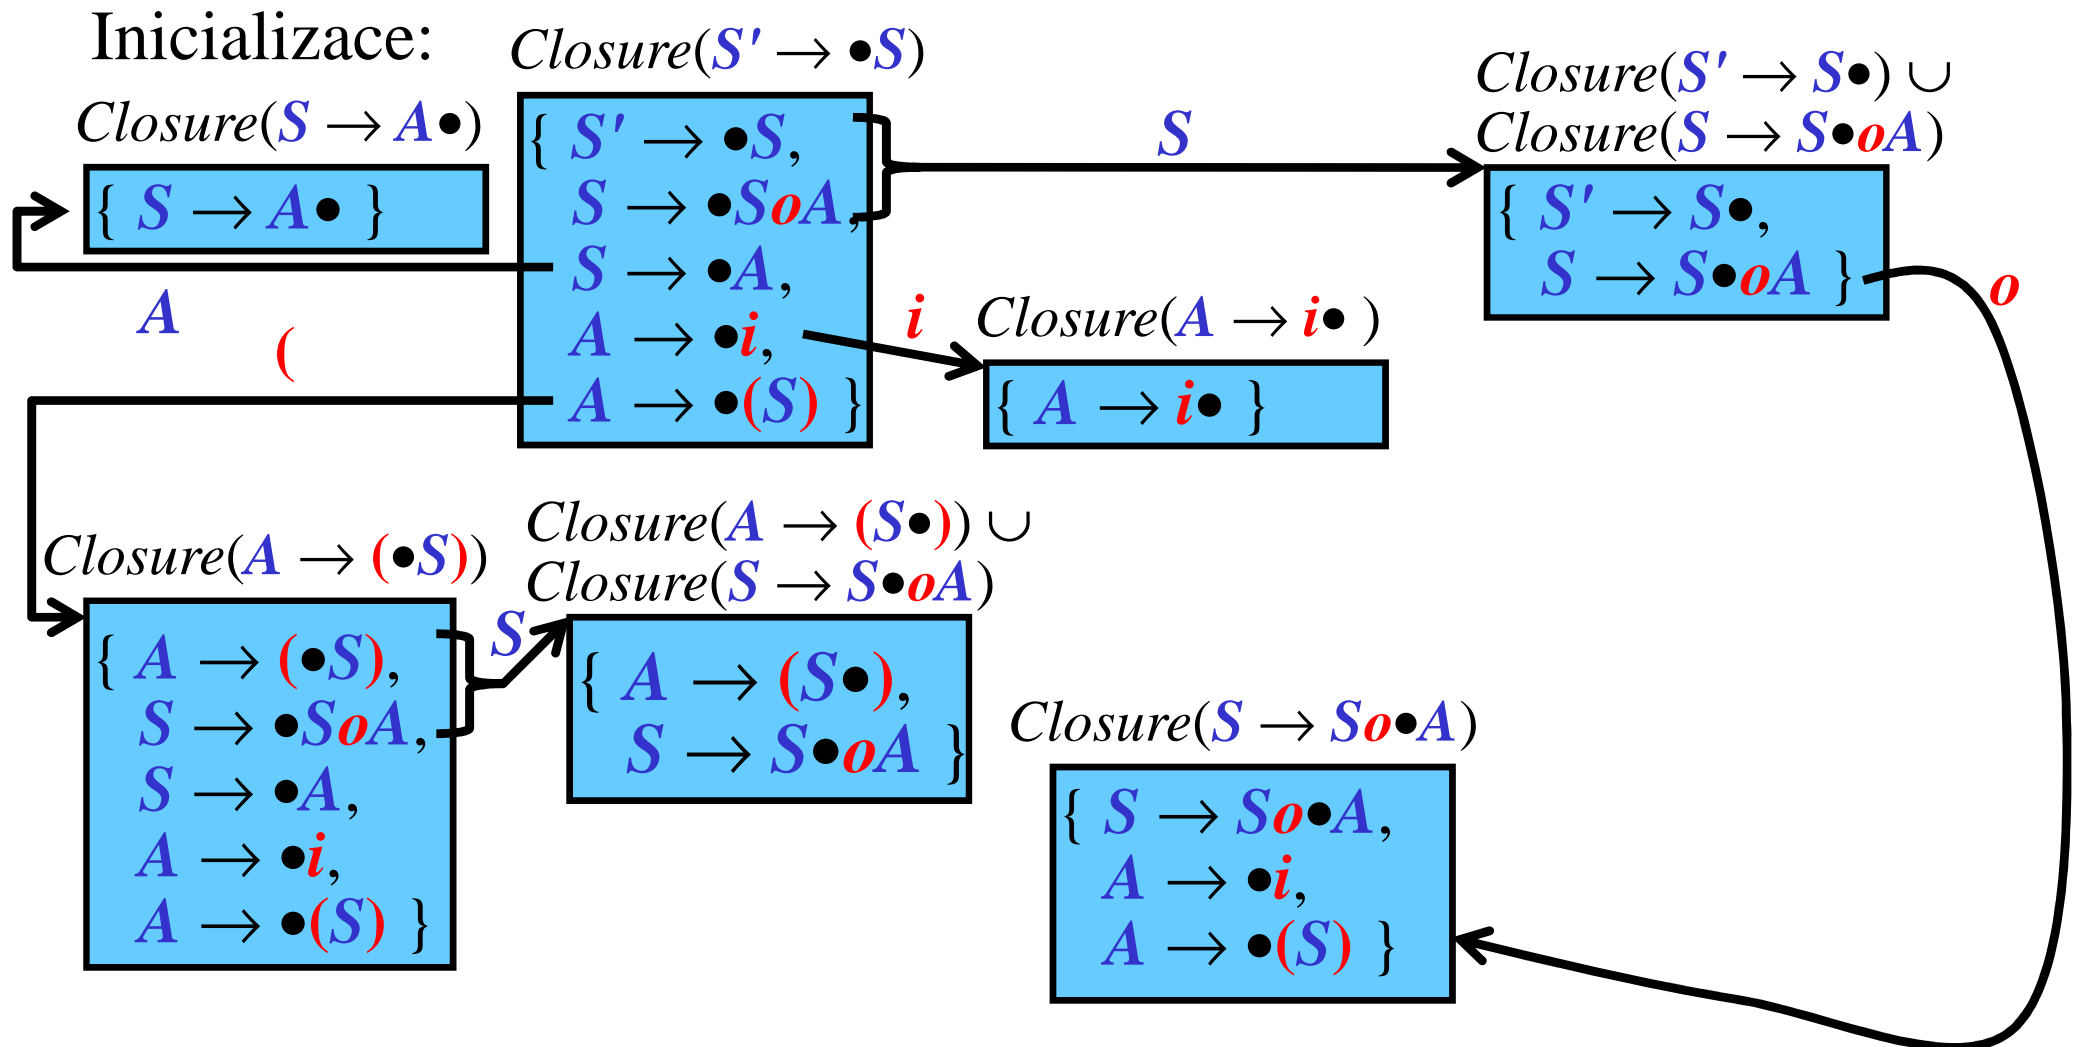 Inicializace:
Closure(S' → •S)
{ S' → •S,
S → •SoA,
S → •A,
A → •i,
A → •(S) }
Closure(S → A•)
{ S → A• }
A
(
S
Closure(S' → S•) ∪
Closure(S → S•oA)
{ S' → S•,
S → S•oA }
o
i
Closure(A → i• )
{ A → i• }
Closure(A → (•S))
{ A → (•S),
S → •SoA,
S → •A,
A → •i,
A → •(S) }
S
Closure(A → (S•)) ∪
Closure(S → S•oA)
{ A → (S•),
S → S•oA }
Closure(S → So•A)
{ S → So•A,
A → •i,
A → •(S) }